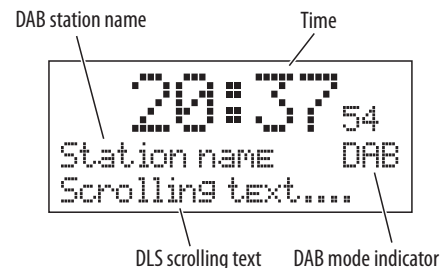 DAB station name Time
20:37 54
Station name DAB
Scrolling text....
DLS scrolling text DAB mode indicator